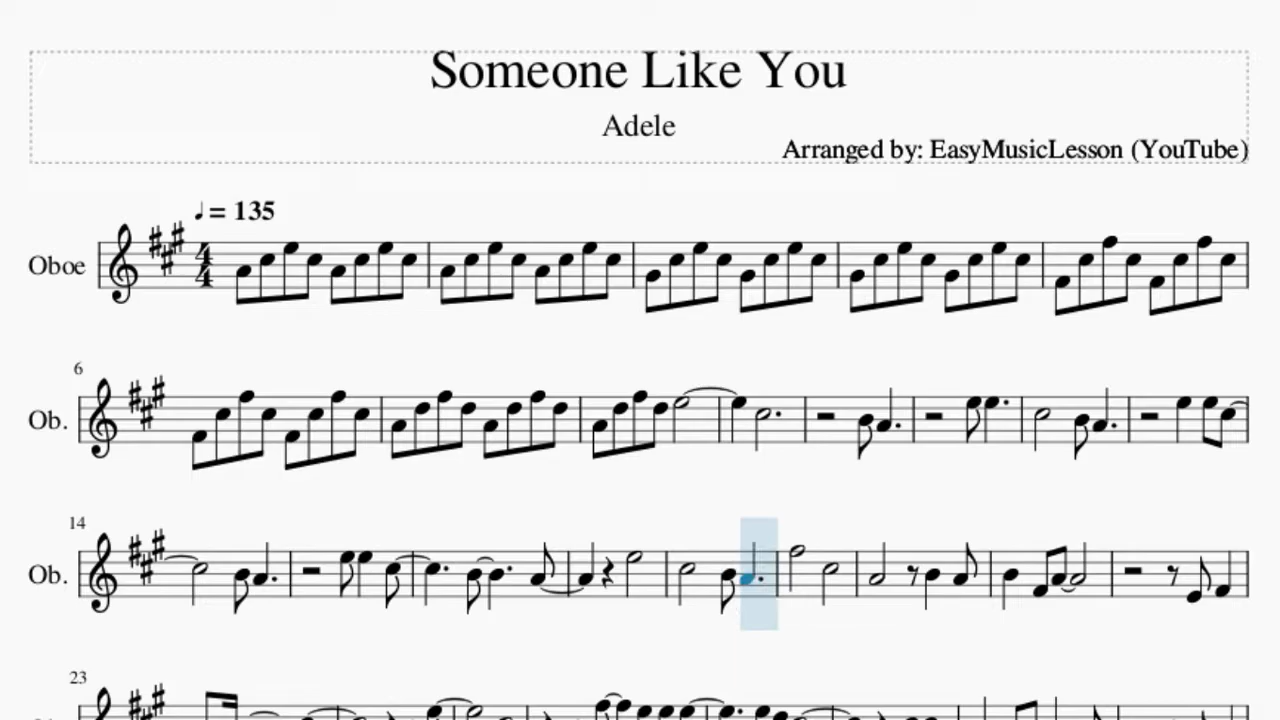 Someone Like You
Adele
Arranged by: EasyMusicLesson (YouTube)
♩= 135
Oboe
4
4
6
Ob.
14
Ob.
23